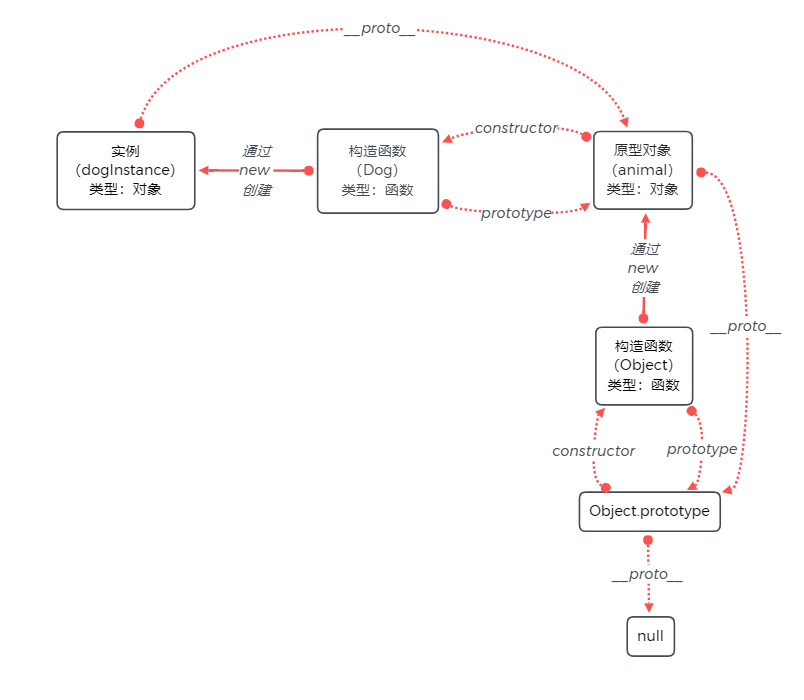 __proto__
constructor
实例
（dogInstance）
类型：对象
通过
new
创建
构造函数
（Dog）
类型：函数
原型对象
（animal）
类型：对象
prototype
通过
new
创建
__proto__
构造函数
（Object）
类型：函数
constructor
prototype
Object.prototype
__proto__
null